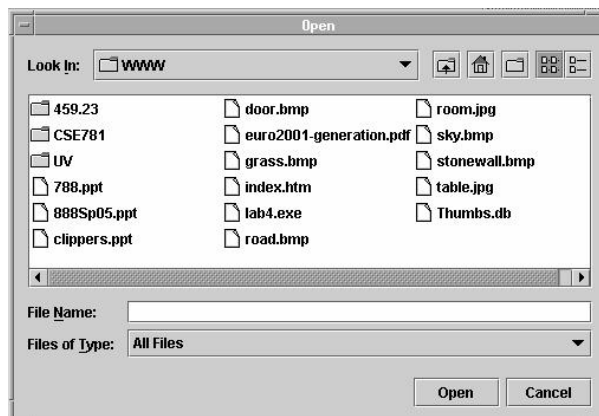 Open
Look In: WWW
459.23
CSE781
UV
788.ppt
888Sp05.ppt
clippers.ppt
door.bmp
euro2001-generation.pdf
grass.bmp
index.htm
lab4.exe
road.bmp
room.jpg
sky.bmp
stonewall.bmp
table.jpg
Thumbs.db
File Name:
Files of Type: All Files
Open Cancel